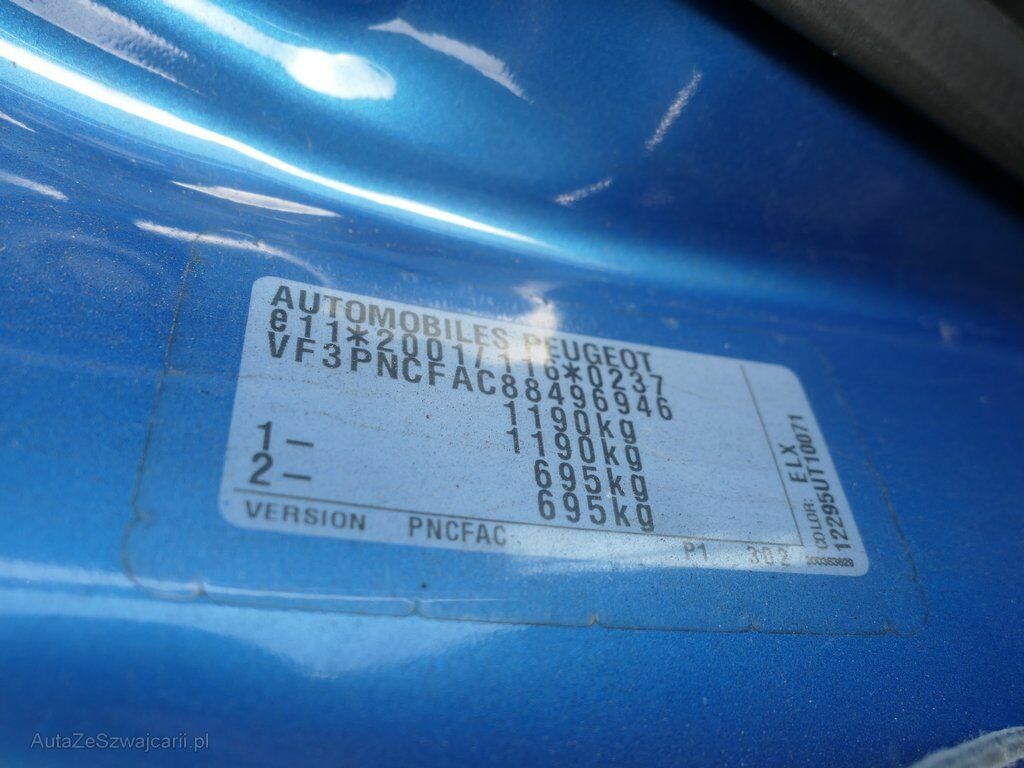 AUTOMOBILES PEUGEOT
e11*2001/116*0237
VF3PNCFAC88496946
1190kg
1190kg
1- 695kg
2- 695kg
VERSION PNCFAC P1 302
COLOR: ELX
12295UT10071
200363629
AutaZeSzwajcarii.pl